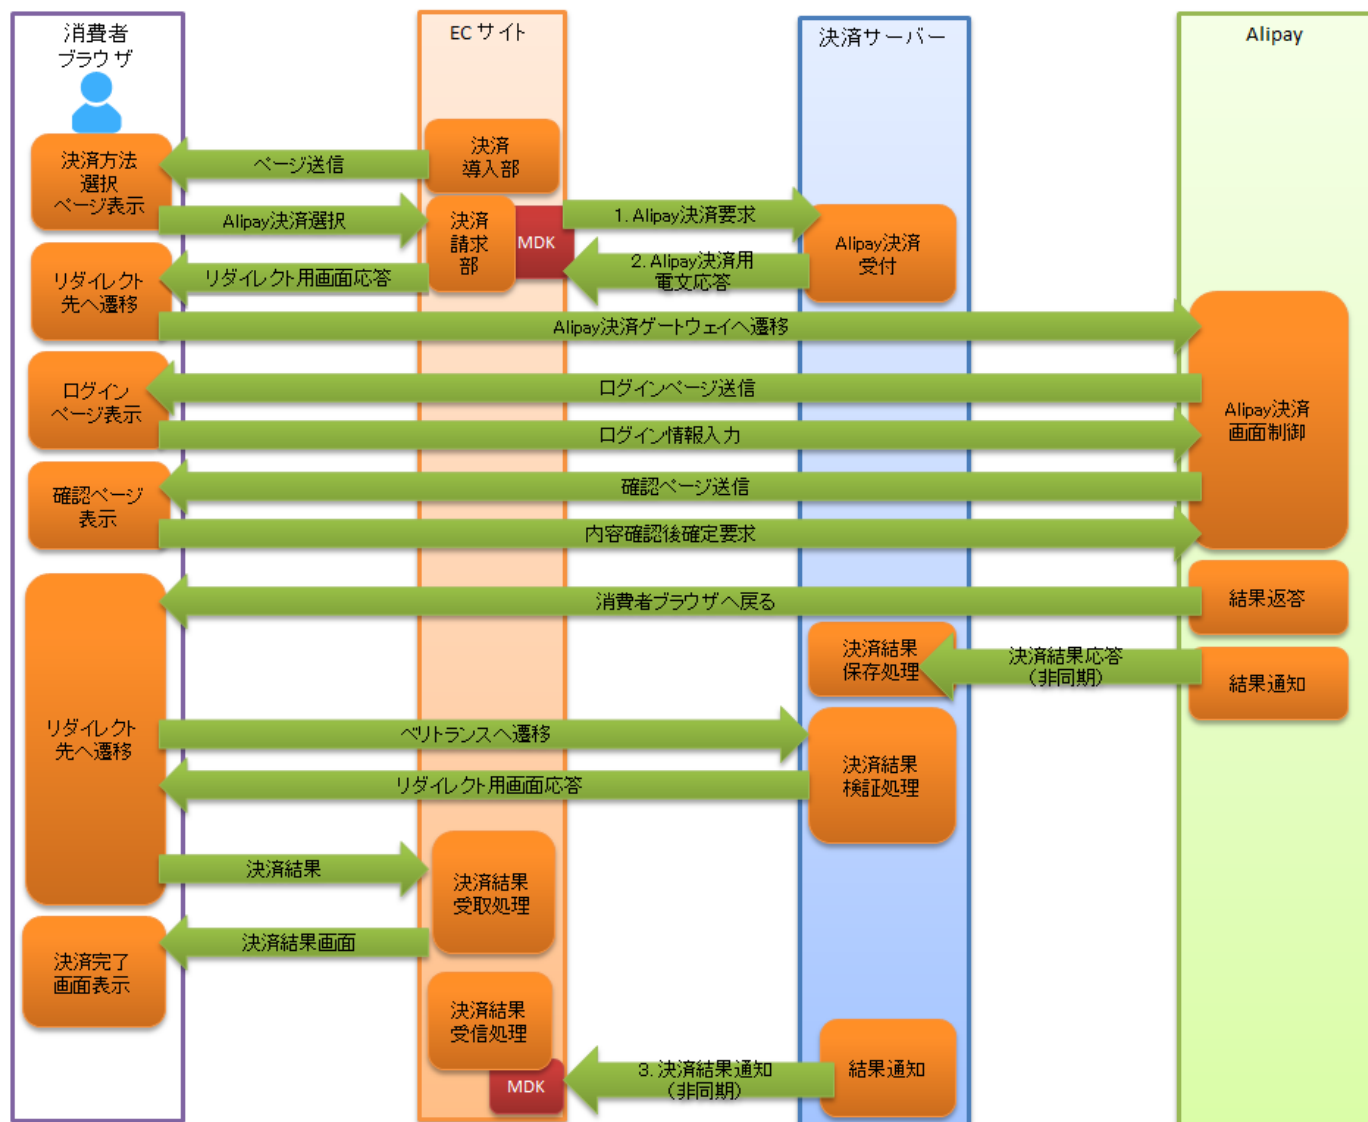 消費者
ブラウザ
ECサイト
決済サーバー
Alipay
決済方法
選択
ページ表示
ページ送信
決済
導入部
Alipay決済選択
決済
請求
部
MDK
1. Alipay決済要求
Alipay決済
受付
2. Alipay決済用
電文応答
リダイレクト用画面応答
リダイレクト
先へ遷移
Alipay決済ゲートウェイへ遷移
Alipay決済
画面制御
ログインページ送信
ログイン
ページ表示
ログイン情報入力
確認ページ送信
確認ページ
表示
内容確認後確定要求
消費者ブラウザへ戻る
結果返答
決済結果
保存処理
決済結果応答
（非同期）
結果通知
リダイレクト
先へ遷移
ベリトランスへ遷移
決済結果
検証処理
リダイレクト用画面応答
決済結果
決済結果
受取処理
決済結果画面
決済完了
画面表示
決済結果
受信処理
MDK
3. 決済結果通知
（非同期）
結果通知